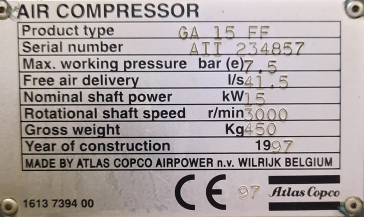 AIR COMPRESSOR
Product type GA 15 FF
Serial number AII 234857
Max. working pressure bar (e) 7,5
Free air delivery l/s 41.5
Nominal shaft power kW 15
Rotational shaft speed r/min 3000
Gross weight Kg 450
Year of construction 1997
MADE BY ATLAS COPCO AIRPOWER n.v. WILRIJK BELGIUM
CE 97 Atlas Copco
1613 7394 00